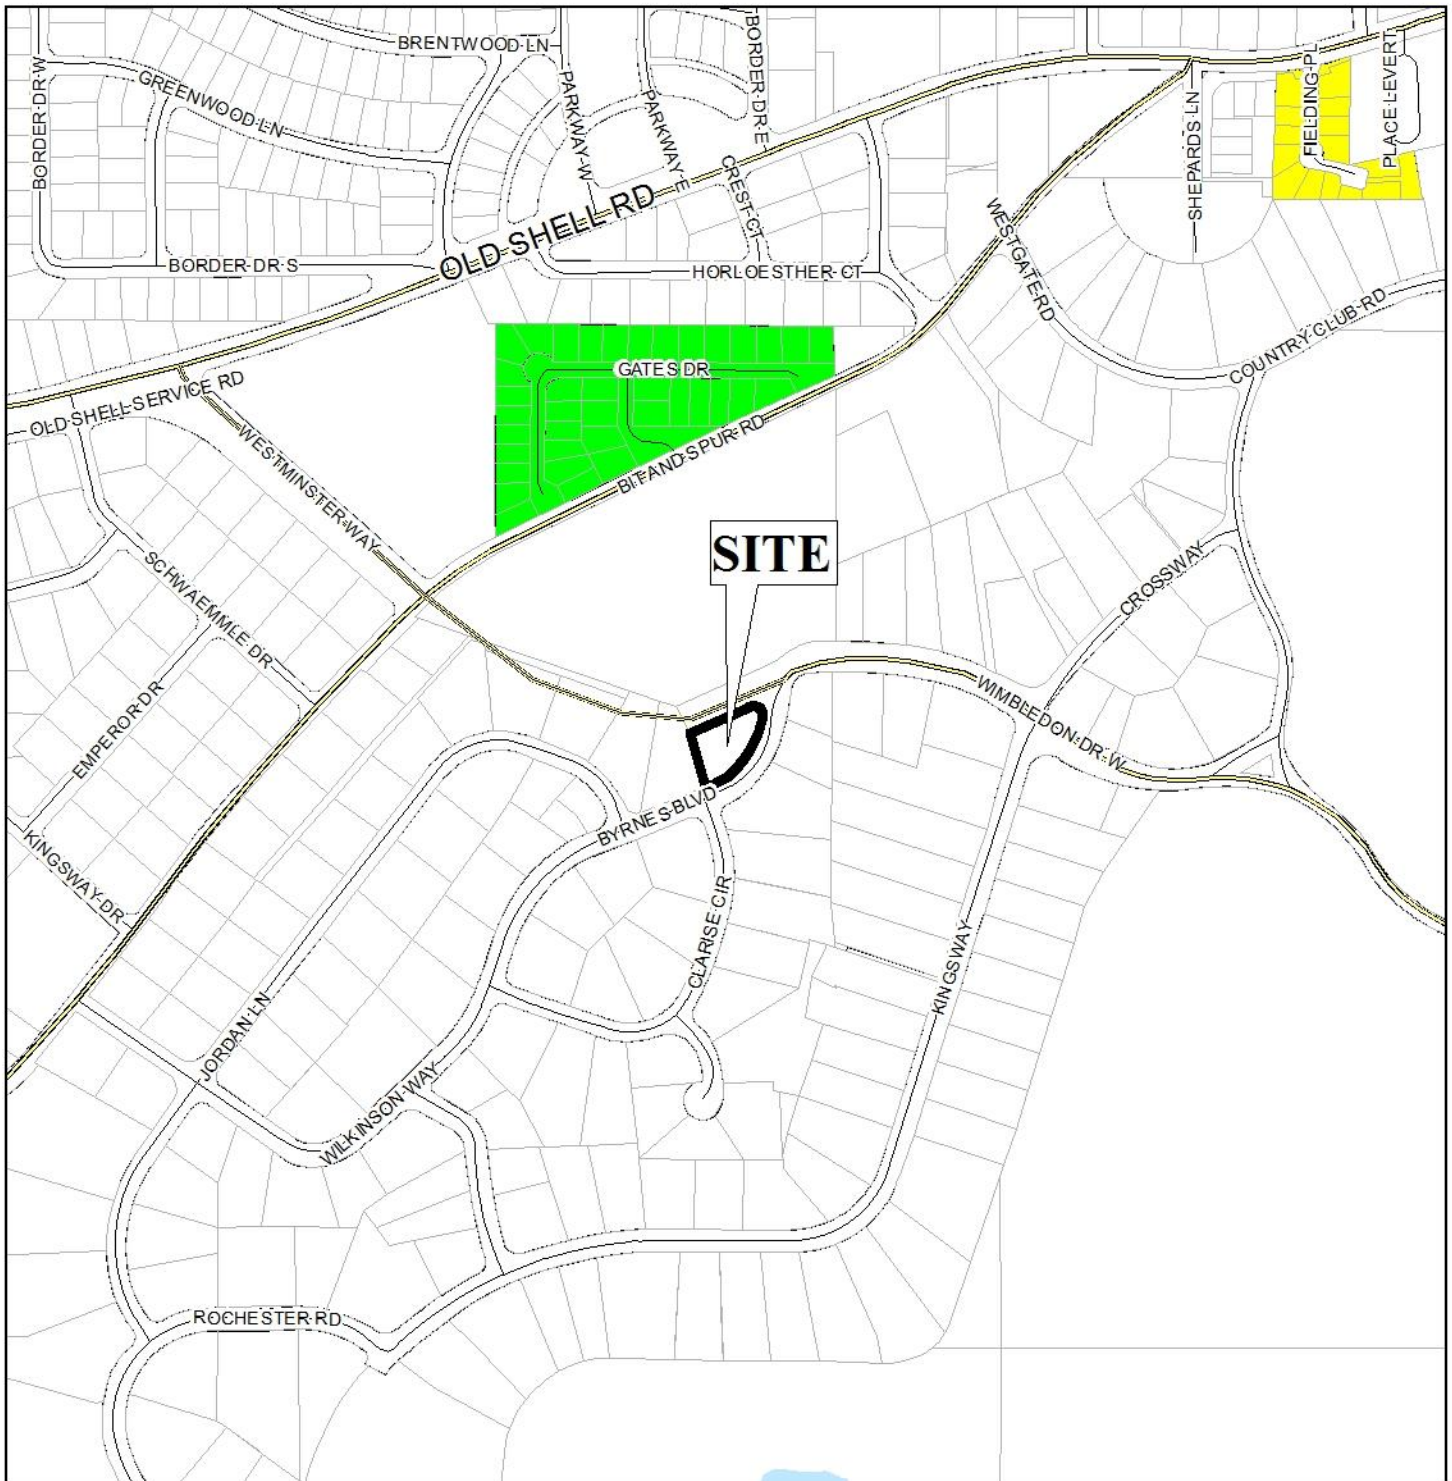 BRENTWOOD LN
BORDER DR E
BORDER DR W
GREENWOOD LN
PARKWAY W
PARKWAY E
FIELDING PL
PLACE LEVERT
SHEPARDS LN
CREST CT
OLD SHELL RD
WESTGATE RD
BORDER DR S
HORLOESTHER CT
COUNTRY CLUB RD
GATES DR
OLD SHELL SERVICE RD
WESTMINSTER WAY
BIT AND SPUR RD
SITE
SCHWAEMMLE DR
CROSSWAY
EMPEROR DR
WIMBLEDON DR W
BYRNES BLVD
KINGSWAY DR
CLARISE CIR
KINGSWAY
JORDAN LN
WILKINSON WAY
ROCHESTER RD